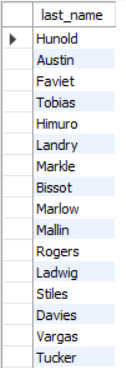 last_name
Hunold
Austin
Faviet
Tobias
Himuro
Landry
Markle
Bissot
Marlow
Mallin
Rogers
Ladwig
Stiles
Davies
Vargas
Tucker